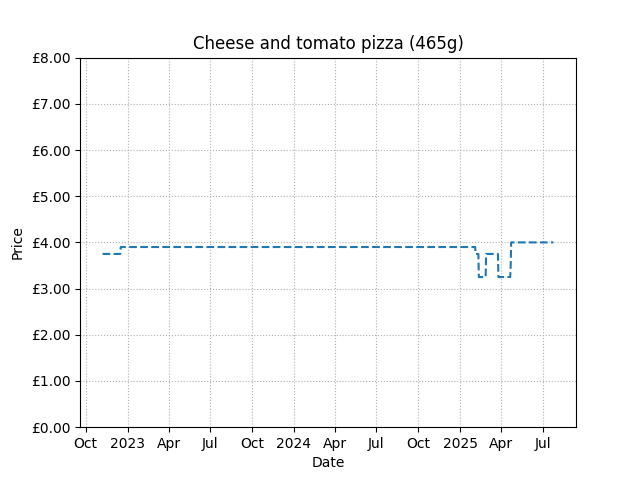 Cheese and tomato pizza (465g)
£8.00
£7.00
£6.00
£5.00
£4.00
£3.00
£2.00
£1.00
£0.00
Price
Oct 2023 Apr Jul Oct 2024 Apr Jul Oct 2025 Apr Jul
Date